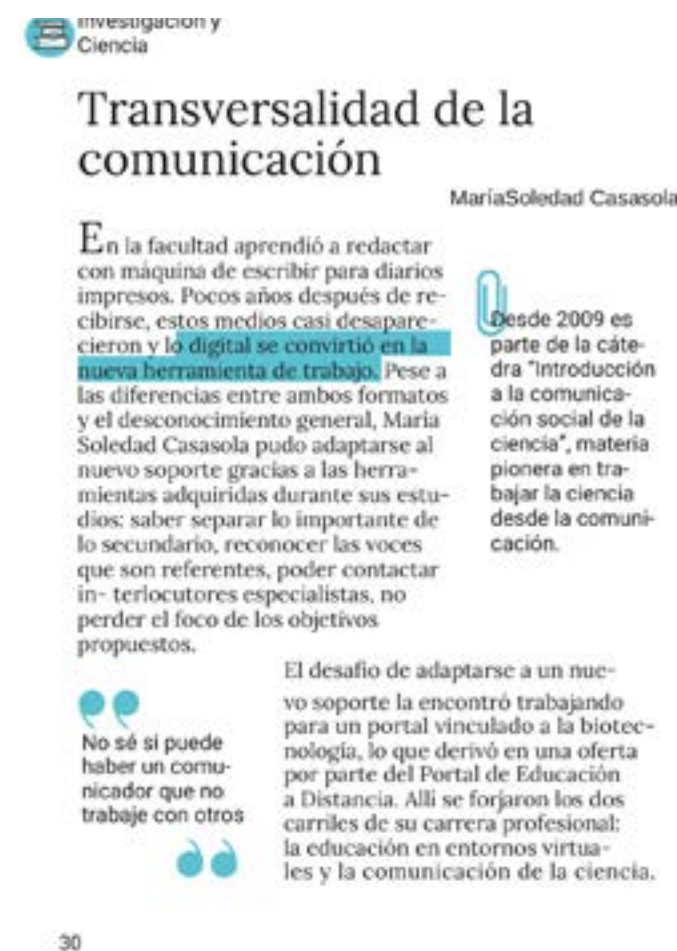 Investigación y
Ciencia
Transversalidad de la
comunicación
MaríaSoledad Casasola
En la facultad aprendió a redactar
con máquina de escribir para diarios
impresos. Pocos años después de re-
cibirse, estos medios casi desapare-
cieron y lo digital se convirtió en la
nueva herramienta de trabajo. Pese a
las diferencias entre ambos formatos
y el desconocimiento general, María
Soledad Casasola pudo adaptarse al
nuevo soporte gracias a las herra-
mientas adquiridas durante sus estu-
dios: saber separar lo importante de
lo secundario, reconocer las voces
que son referentes, poder contactar
in- terlocutores especialistas, no
perder el foco de los objetivos
propuestos.
Desde 2009 es
parte de la cáte-
dra "Introducción
a la comunica-
ción social de la
ciencia", materia
pionera en tra-
bajar la ciencia
desde la comuni-
cación.
El desafío de adaptarse a un nue-
vo soporte la encontró trabajando
para un portal vinculado a la biotec-
nología, lo que derivó en una oferta
por parte del Portal de Educación
a Distancia. Allí se forjaron los dos
carriles de su carrera profesional:
la educación en entornos virtua-
les y la comunicación de la ciencia.
No sé si puede
haber un comu-
nicador que no
trabaje con otros
30